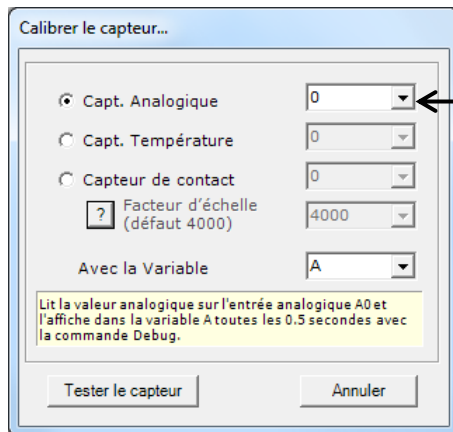 Calibrer le capteur...
Capt. Analogique 0
Capt. Température 0
Capteur de contact 0
? Facteur d'échelle
(défaut 4000) 4000
Avec la Variable A
Lit la valeur analogique sur l'entrée analogique A0 et
l'affiche dans la variable A toutes les 0.5 secondes avec
la commande Debug.
Tester le capteur Annuler